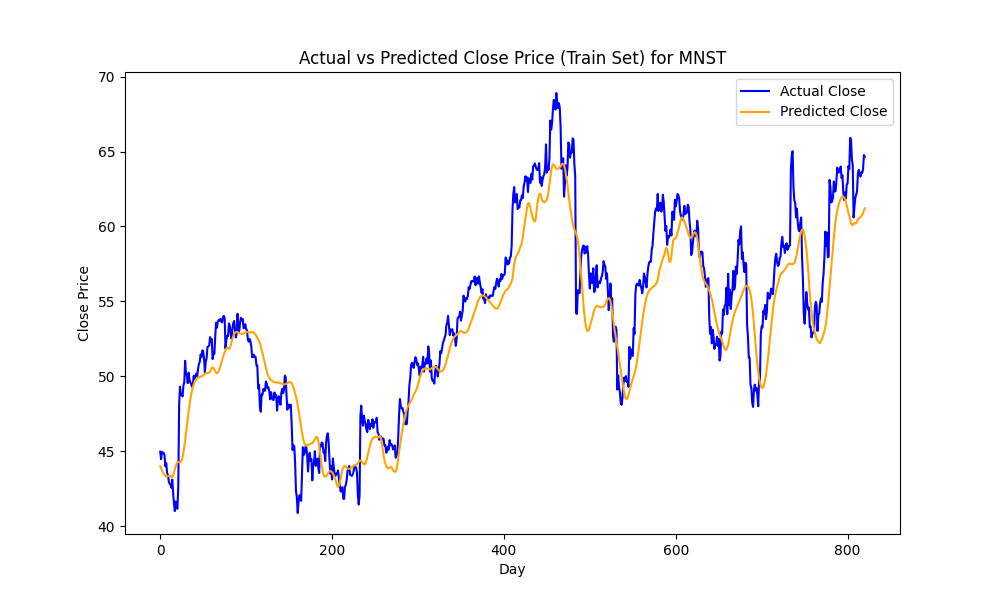 Actual vs Predicted Close Price (Train Set) for MNST
Actual Close
Predicted Close
Close Price
70
65
60
55
50
45
40
0 200 400 600 800
Day